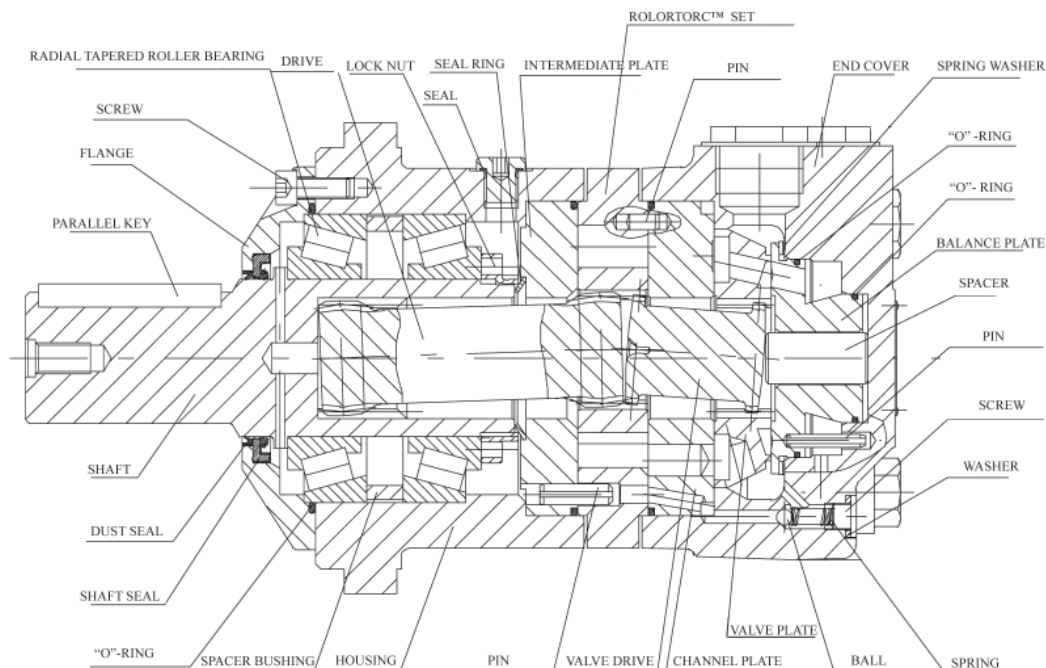 ROLORTORC™ SET
RADIAL TAPERED ROLLER BEARING
DRIVE
LOCK NUT
SEAL RING
INTERMEDIATE PLATE
PIN
END COVER
SPRING WASHER
SEAL
SCREW
"O" -RING
FLANGE
"O"- RING
PARALLEL KEY
BALANCE PLATE
SPACER
PIN
SCREW
SHAFT
WASHER
DUST SEAL
SHAFT SEAL
VALVE PLATE
"O"-RING
SPACER BUSHING
HOUSING
PIN
VALVE DRIVE
CHANNEL PLATE
BALL
SPRING